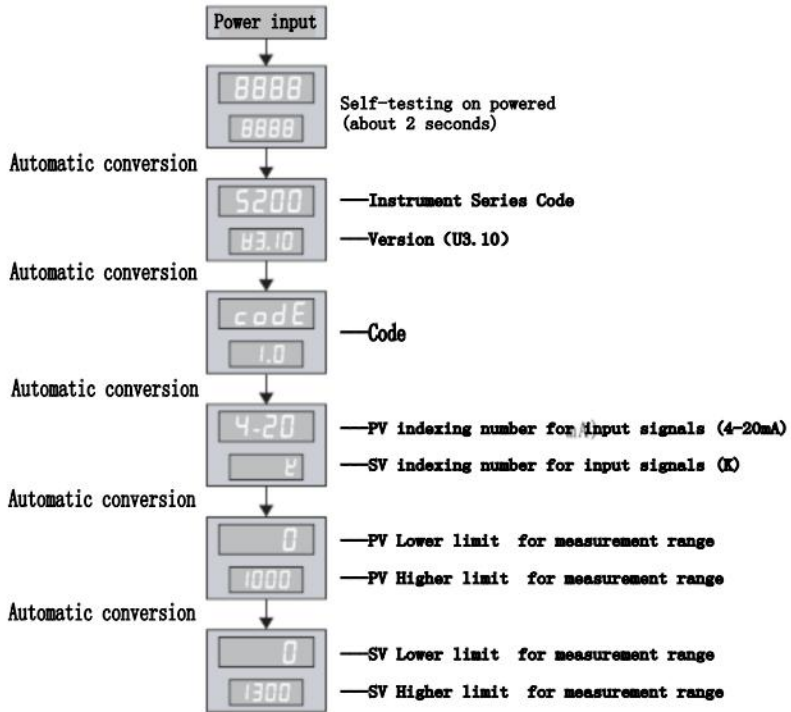 Power input
8888
Self-testing on powered
(about 2 seconds)
8888
Automatic conversion
S200 —Instrument Series Code
U3.10 —Version (U3.10)
Automatic conversion
codE
—Code
1.0
Automatic conversion
4-20 —PV indexing number for input signals (4-20mA)
—SV indexing number for input signals (K)
Automatic conversion
0 —PV Lower limit for measurement range
1000 —PV Higher limit for measurement range
Automatic conversion
0 —SV Lower limit for measurement range
1300 —SV Higher limit for measurement range